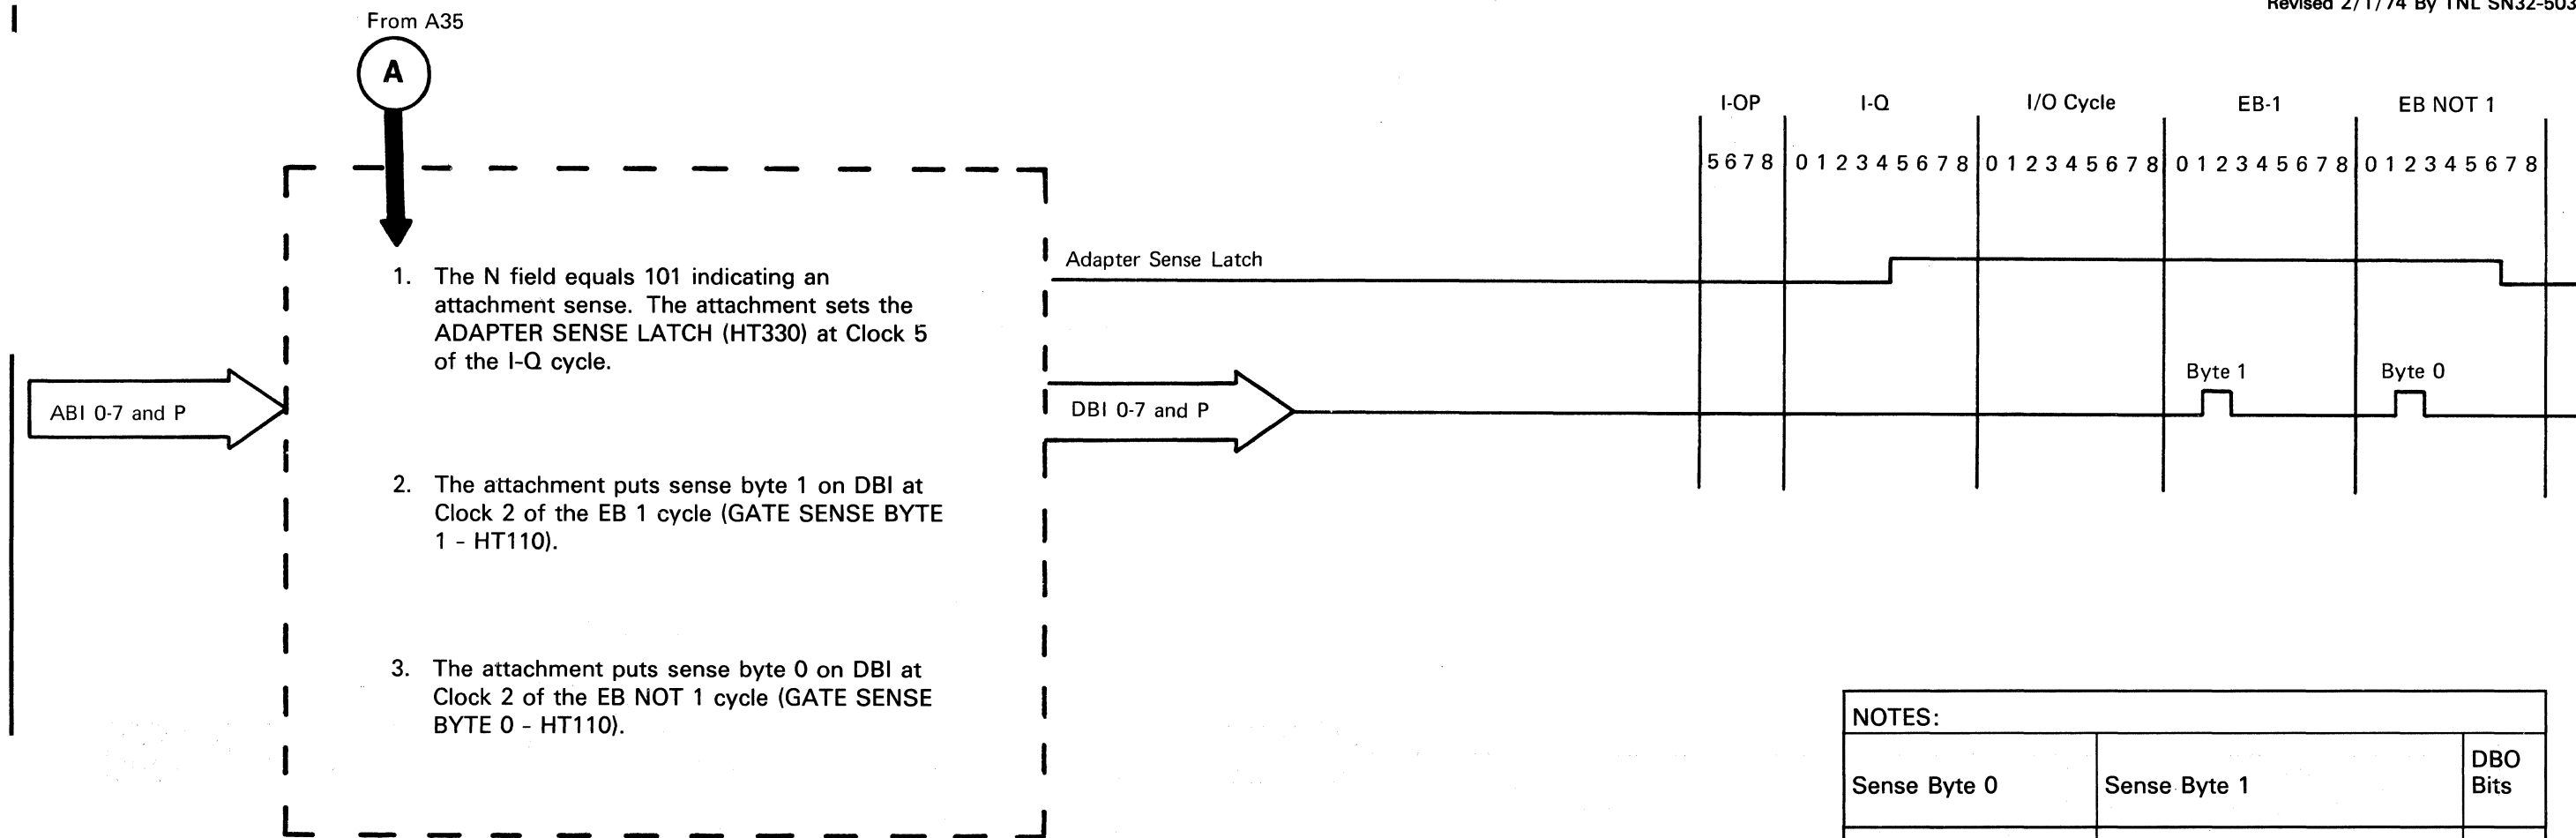 Revised 2/1/74 By TNL SN32-503
From A35
A
1. The N field equals 101 indicating an
attachment sense. The attachment sets the
ADAPTER SENSE LATCH (HT330) at Clock 5
of the I-Q cycle.
ABI 0-7 and P
2. The attachment puts sense byte 1 on DBI at
Clock 2 of the EB 1 cycle (GATE SENSE BYTE
1 - HT110).
3. The attachment puts sense byte 0 on DBI at
Clock 2 of the EB NOT 1 cycle (GATE SENSE
BYTE 0 - HT110).
Adapter Sense Latch
DBI 0-7 and P
I-OP I-Q I/O Cycle EB-1 EB NOT 1
5 6 7 8 0 1 2 3 4 5 6 7 8 0 1 2 3 4 5 6 7 8 0 1 2 3 4 5 6 7 8 0 1 2 3 4 5 6 7 8
Byte 1 Byte 0
NOTES:
Sense Byte 0 Sense Byte 1 DBO
Bits